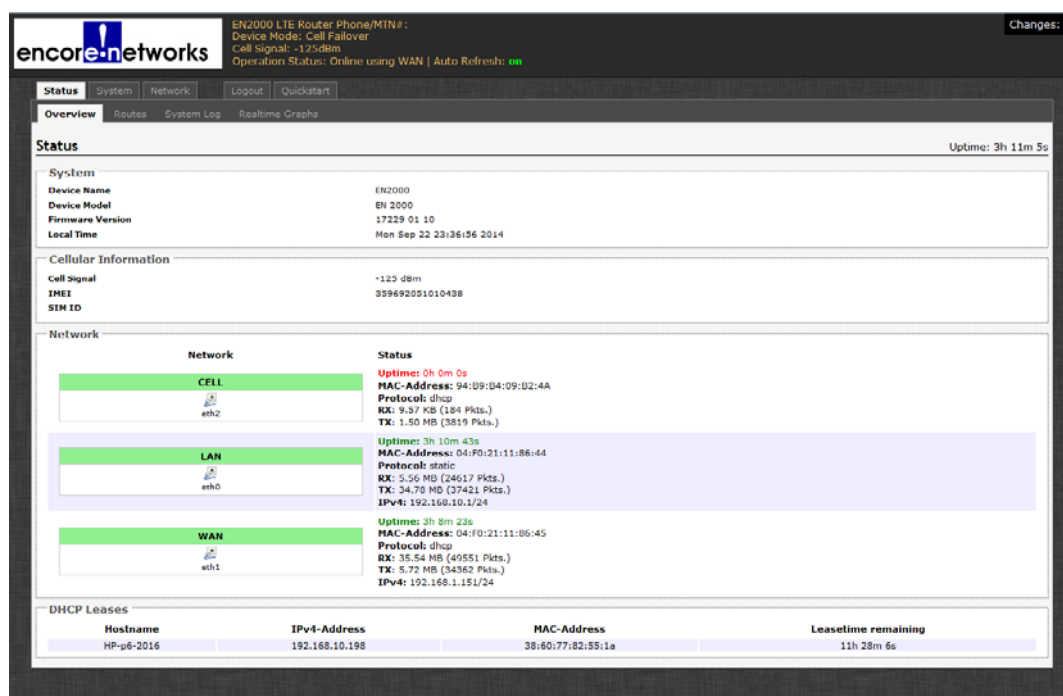 encore!networks
EN2000 LTE Router Phone/MTN#:
Device Mode: Cell Failover
Cell Signal: -125dBm
Operation Status: Online using WAN | Auto Refresh: on
Changes:
Status System Network Logout Quickstart
Overview Routes System Log Realtime Graphs
Status Uptime: 3h 11m 5s
System
Device Name EN2000
Device Model EN 2000
Firmware Version 17229 01 10
Local Time Mon Sep 22 23:36:56 2014
Cellular Information
Cell Signal -125 dBm
IMEI 359692051010438
SIM ID
Network
Network Status
CELL
eth2
Uptime: 0h 0m 0s
MAC-Address: 94:B9:B4:09:B2:4A
Protocol: dhcp
RX: 9.57 KB (184 Pkts.)
TX: 1.50 MB (3819 Pkts.)
LAN
eth0
Uptime: 3h 10m 43s
MAC-Address: 04:F0:21:11:86:44
Protocol: static
RX: 5.56 MB (24617 Pkts.)
TX: 34.78 MB (37421 Pkts.)
IPv4: 192.168.10.1/24
WAN
eth1
Uptime: 3h 8m 23s
MAC-Address: 04:F0:21:11:86:45
Protocol: dhcp
RX: 35.54 MB (49551 Pkts.)
TX: 5.72 MB (34362 Pkts.)
IPv4: 192.168.1.151/24
DHCP Leases
Hostname IPv4-Address MAC-Address Leasetime remaining
HP-p6-2016 192.168.10.198 38:60:77:82:55:1a 11h 28m 6s